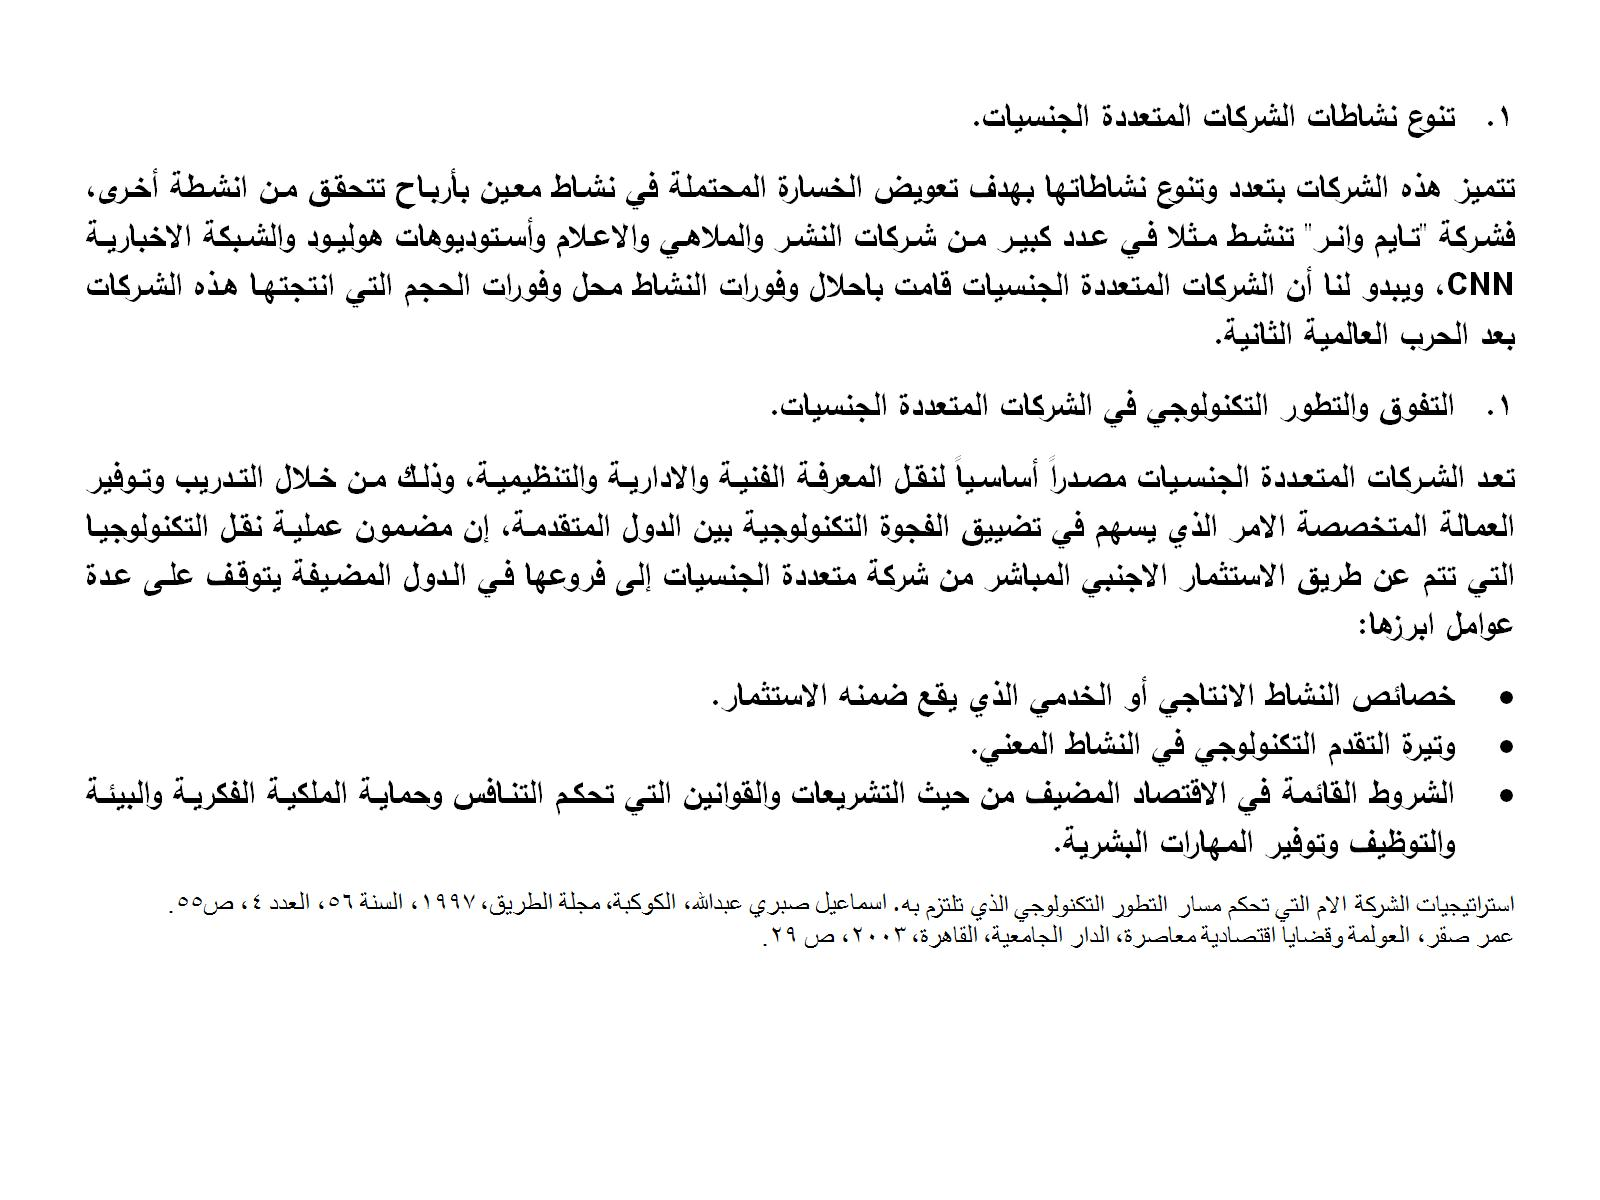 ١. تنوع نشاطات الشركات المتعددة الجنسيات.
تتميز هذه الشركات بتعدد وتنوع نشاطاتها بهدف تعويض الخسارة المحتملة في نشاط معين بأرباح تتحقق من انشطة أخرى،
فشركة "تايم وانر" تنشط مثلا في عدد كبير من شركات النشر والملاهي والاعلام وأستوديوهات هوليود والشبكة الاخبارية
CNN، ويبدو لنا أن الشركات المتعددة الجنسيات قامت باحلال وفورات النشاط محل وفورات الحجم التي انتجتها هذه الشركات
بعد الحرب العالمية الثانية.
١. التفوق والتطور التكنولوجي في الشركات المتعددة الجنسيات.
تعد الشركات المتعددة الجنسيات مصدراً أساسياً لنقل المعرفة الفنية والادارية والتنظيمية، وذلك من خلال التدريب وتوفير
العمالة المتخصصة الامر الذي يسهم في تضييق الفجوة التكنولوجية بين الدول المتقدمة، إن مضمون عملية نقل التكنولوجيا
التي تتم عن طريق الاستثمار الاجنبي المباشر من شركة متعددة الجنسيات إلى فروعها في الدول المضيفة يتوقف على عدة
عوامل ابرزها:
• خصائص النشاط الانتاجي أو الخدمي الذي يقع ضمنه الاستثمار.
• وتيرة التقدم التكنولوجي في النشاط المعني.
• الشروط القائمة في الاقتصاد المضيف من حيث التشريعات والقوانين التي تحكم التنافس وحماية الملكية الفكرية والبيئة
والتوظيف وتوفير المهارات البشرية.
استراتيجيات الشركة الام التي تحكم مسار التطور التكنولوجي الذي تلتزم به. اسماعيل صبري عبدالله، الكوكبة، مجلة الطريق، ١٩٩٧، السنة ٥٦، العدد ٤، ص٥٥.
عمر صقر، العولمة وقضايا اقتصادية معاصرة، الدار الجامعية، القاهرة، ٢٠٠٣، ص ٢٩.